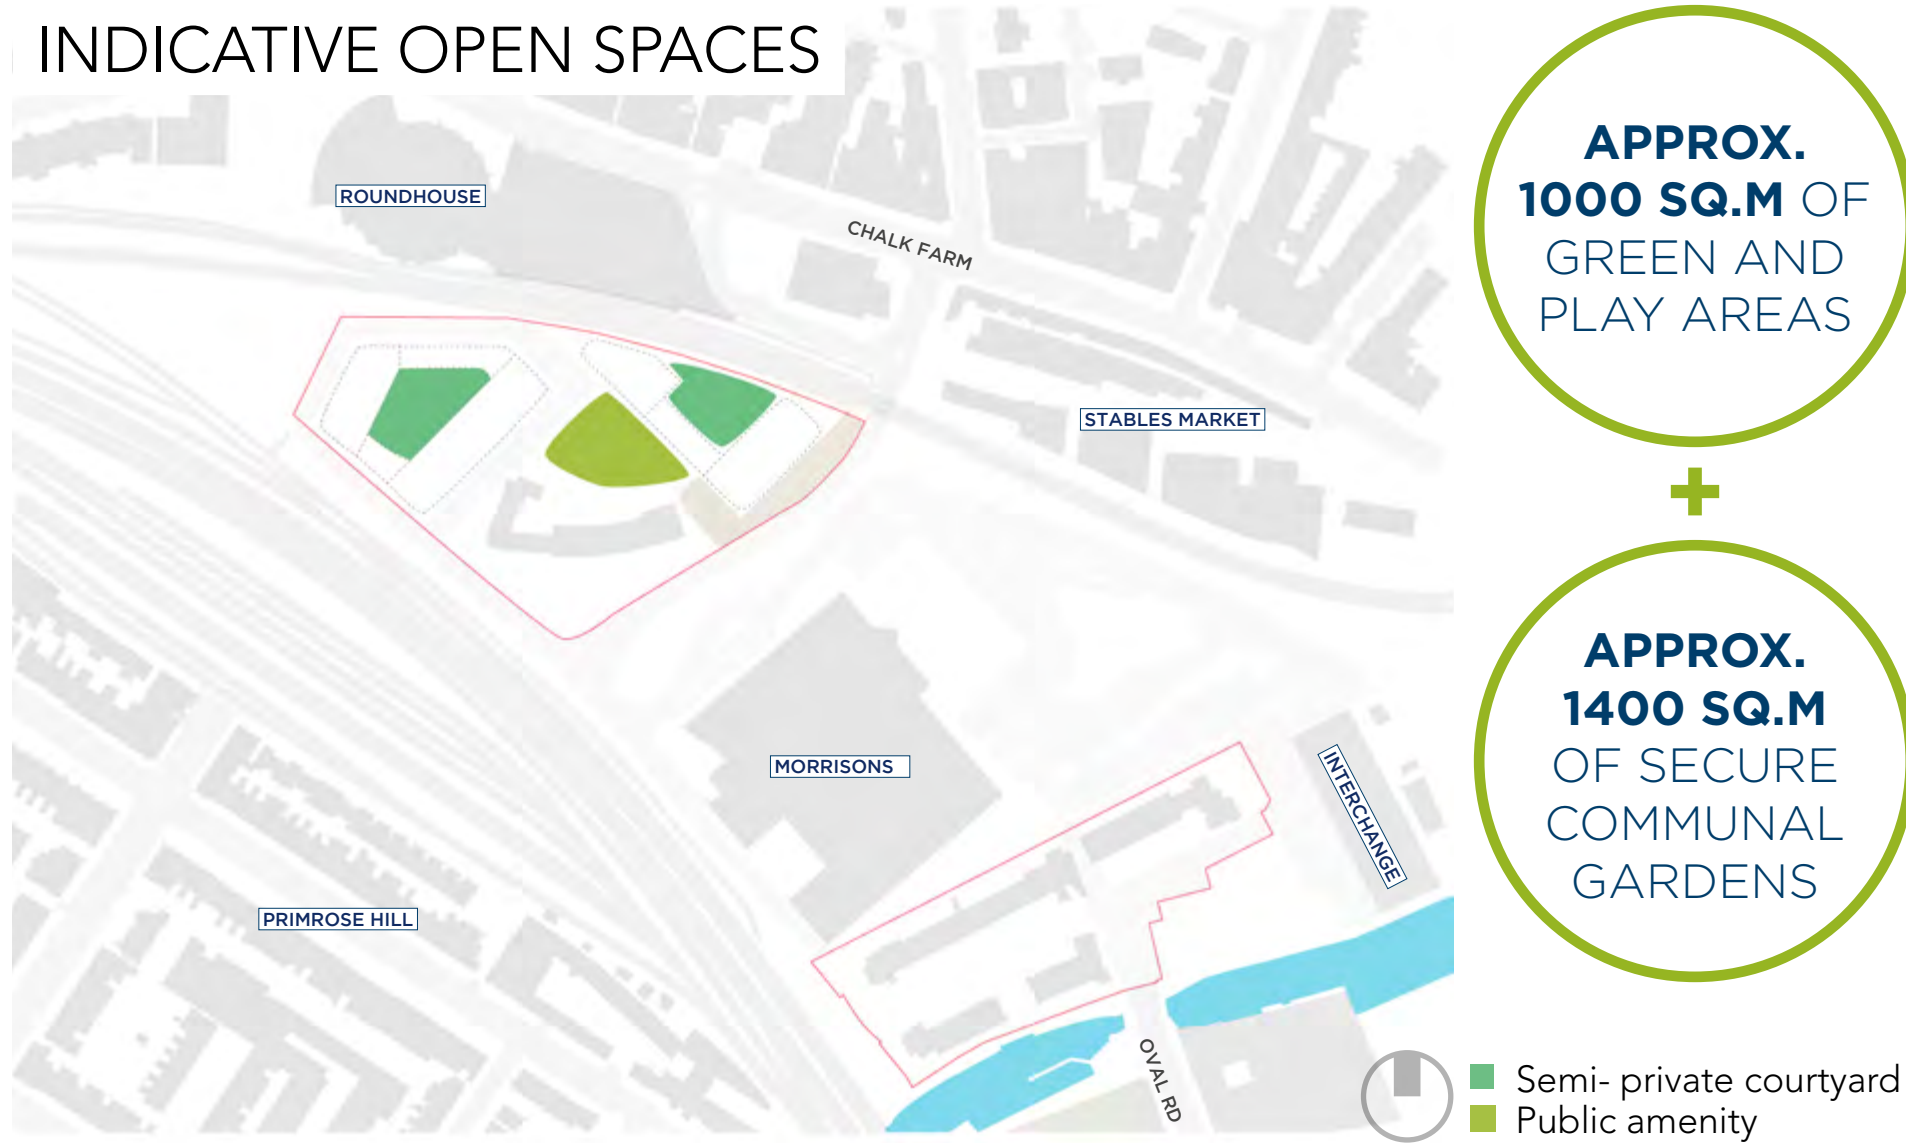 INDICATIVE OPEN SPACES
ROUNDHOUSE
CHALK FARM
STABLES MARKET
MORRISONS
INTERCHANGE
PRIMROSE HILL
OVAL RD
APPROX.
1000 SQ.M OF
GREEN AND
PLAY AREAS
+
APPROX.
1400 SQ.M
OF SECURE
COMMUNAL
GARDENS
Semi- private courtyard
Public amenity